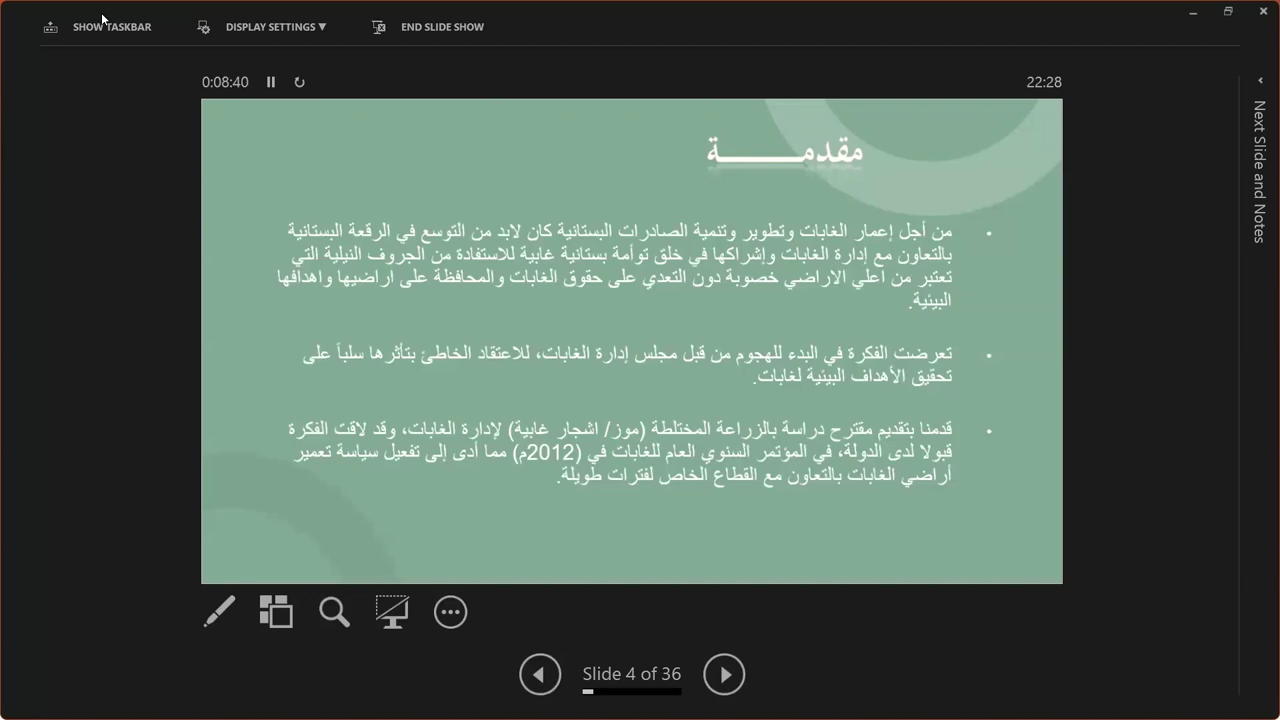 SHOW TASKBAR
DISPLAY SETTINGS ▼
END SLIDE SHOW
0:08:40
22:28
Next Slide and Notes
مقدمـــــــــة
• من أجل إعمار الغابات وتطوير وتنمية الصادرات البستانية كان لابد من التوسع في الرقعة البستانية
بالتعاون مع إدارة الغابات وإشراكها في خلق توأمة بستانية غابية للاستفادة من الجروف النيلية التي
تعتبر من أعلي الاراضي خصوبة دون التعدي على حقوق الغابات والمحافظة على اراضيها واهدافها
البيئية.
• تعرضت الفكرة في البدء للهجوم من قبل مجلس إدارة الغابات، للاعتقاد الخاطئ بتأثرها سلباً على
تحقيق الأهداف البيئية لغابات.
• قدمنا بتقديم مقترح دراسة بالزراعة المختلطة (موز/ اشجار غابية) لإدارة الغابات، وقد لاقت الفكرة
قبولا لدى الدولة، في المؤتمر السنوي العام للغابات في (2012م) مما أدى إلى تفعيل سياسة تعمير
أراضي الغابات بالتعاون مع القطاع الخاص لفترات طويلة.
Slide 4 of 36